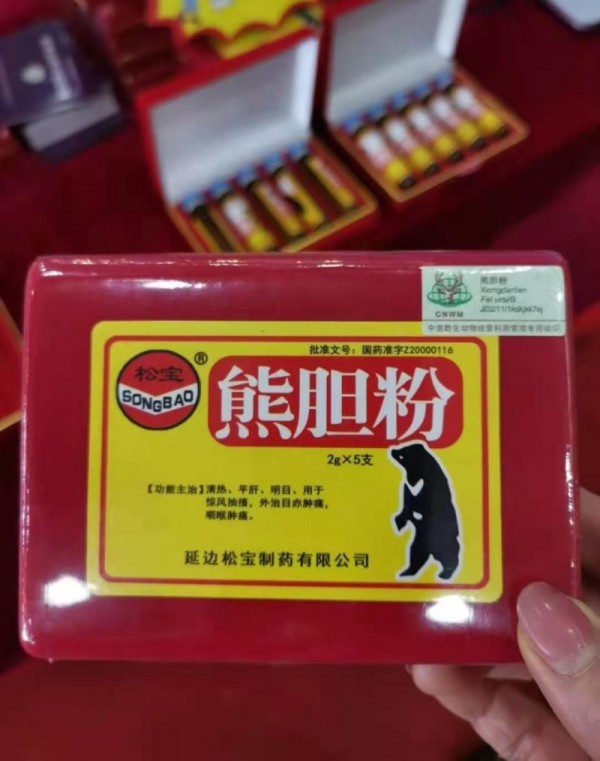 熊胆粉
Xiongdanfen
CNWM
中国野生动物经营利用管理专用标识
批准文号：国药准字Z20000116
松宝®
SONGBAO
熊胆粉
2g×5支
【功能主治】清热、平肝、明目、用于
惊风抽搐，外治目赤肿痛，
咽喉肿痛。
延边松宝制药有限公司